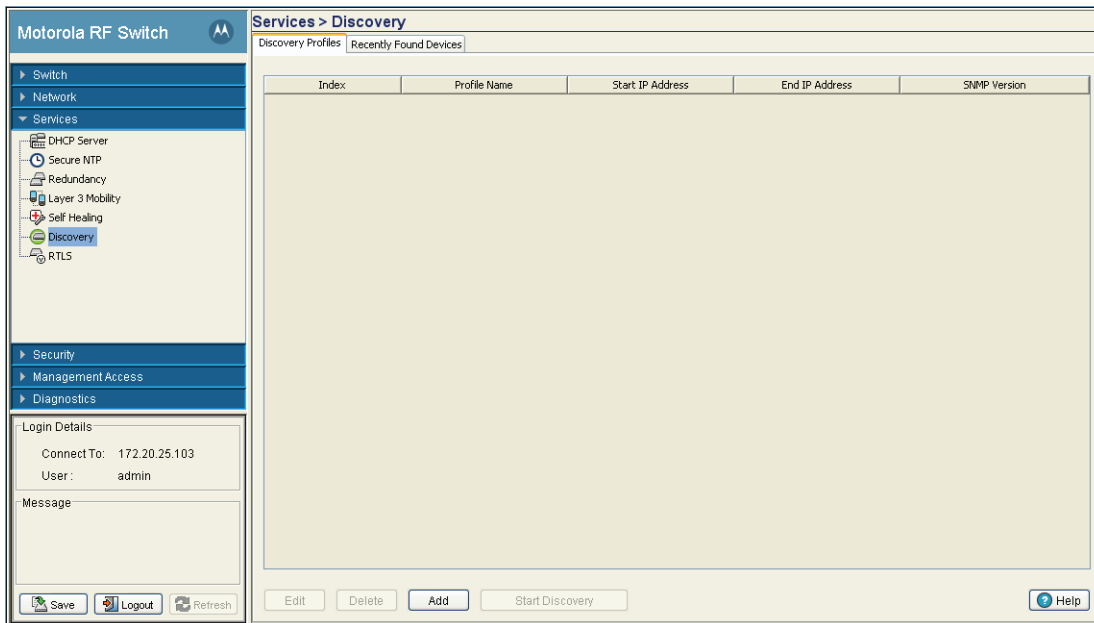 Motorola RF Switch
Switch
Network
Services
DHCP Server
Secure NTP
Redundancy
Layer 3 Mobility
Self Healing
Discovery
RTLS
Security
Management Access
Diagnostics
Login Details
Connect To: 172.20.25.103
User : admin
Message
Save Logout Refresh
Services > Discovery
Discovery Profiles Recently Found Devices
Index Profile Name Start IP Address End IP Address SNMP Version
Edit Delete Add Start Discovery Help